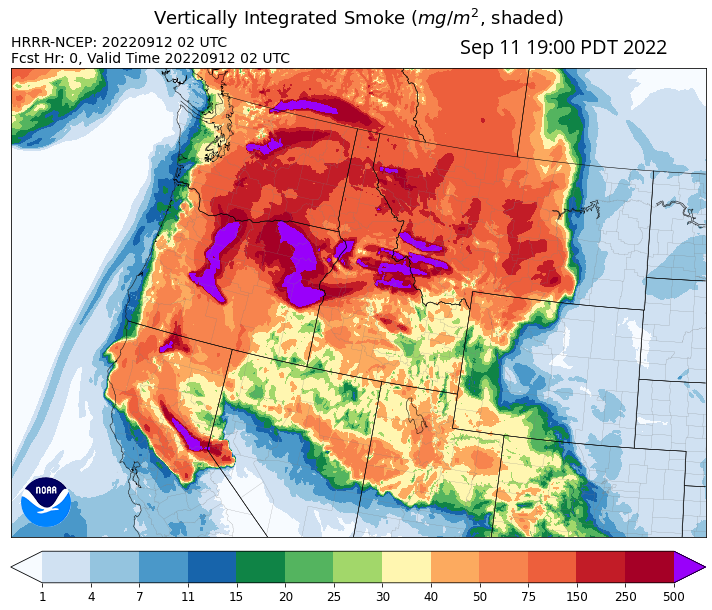 Vertically Integrated Smoke (mg/m², shaded)
HRRR-NCEP: 20220912 02 UTC
Fcst Hr: 0, Valid Time 20220912 02 UTC
Sep 11 19:00 PDT 2022
NOAA
1 4 7 11 15 20 25 30 40 50 75 150 250 500